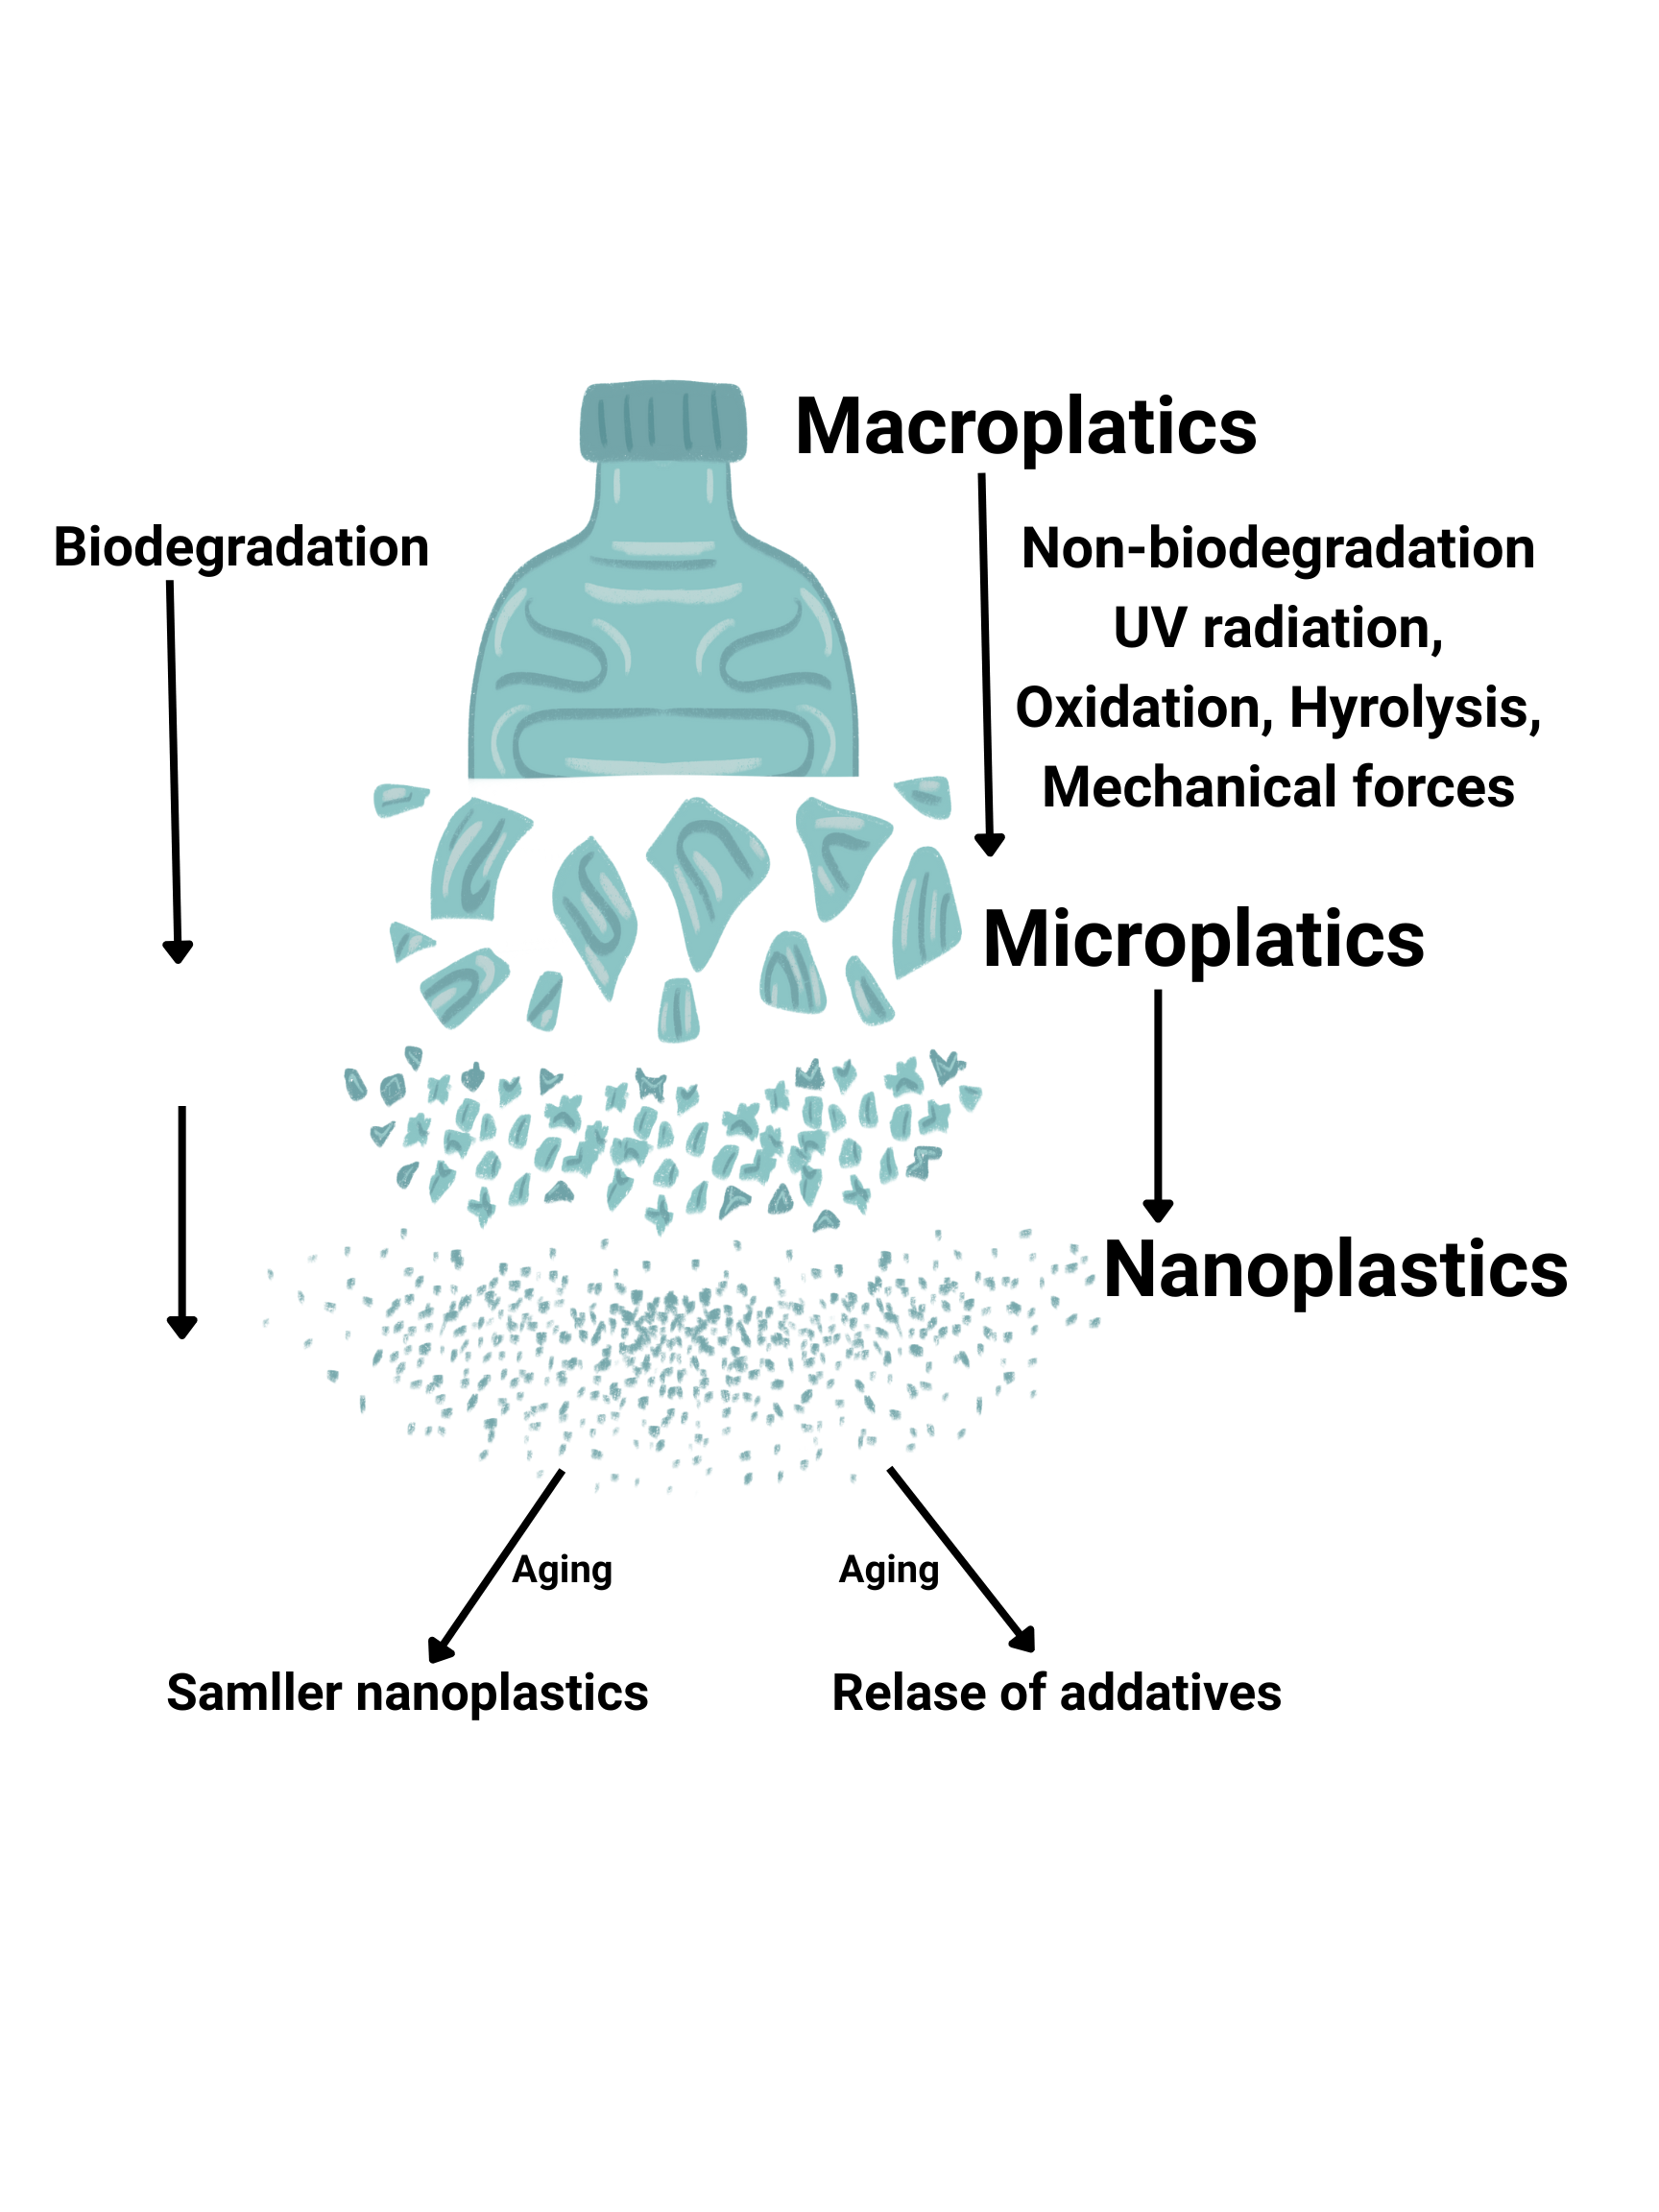 Macroplatics
Biodegradation
Non-biodegradation
UV radiation,
Oxidation, Hyrolysis,
Mechanical forces
Microplatics
Nanoplastics
Aging
Aging
Samller nanoplastics
Relase of addatives